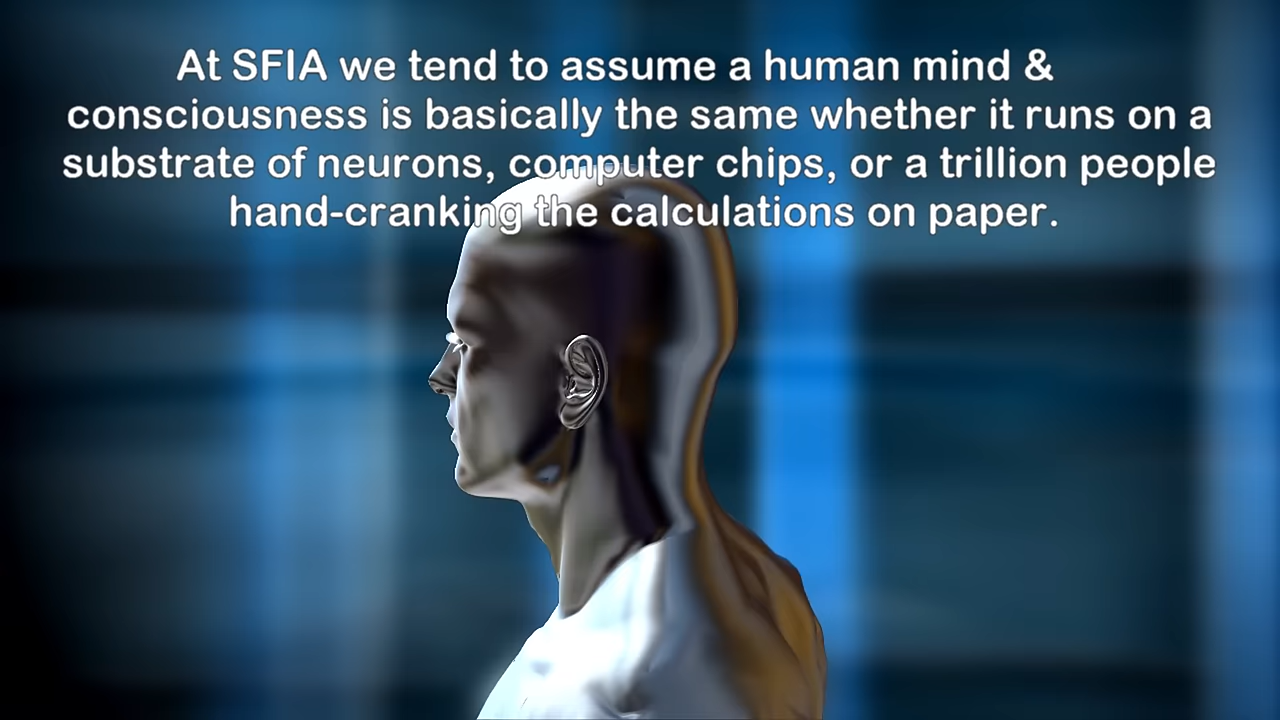 At SFIA we tend to assume a human mind &
consciousness is basically the same whether it runs on a
substrate of neurons, computer chips, or a trillion people
hand-cranking the calculations on paper.